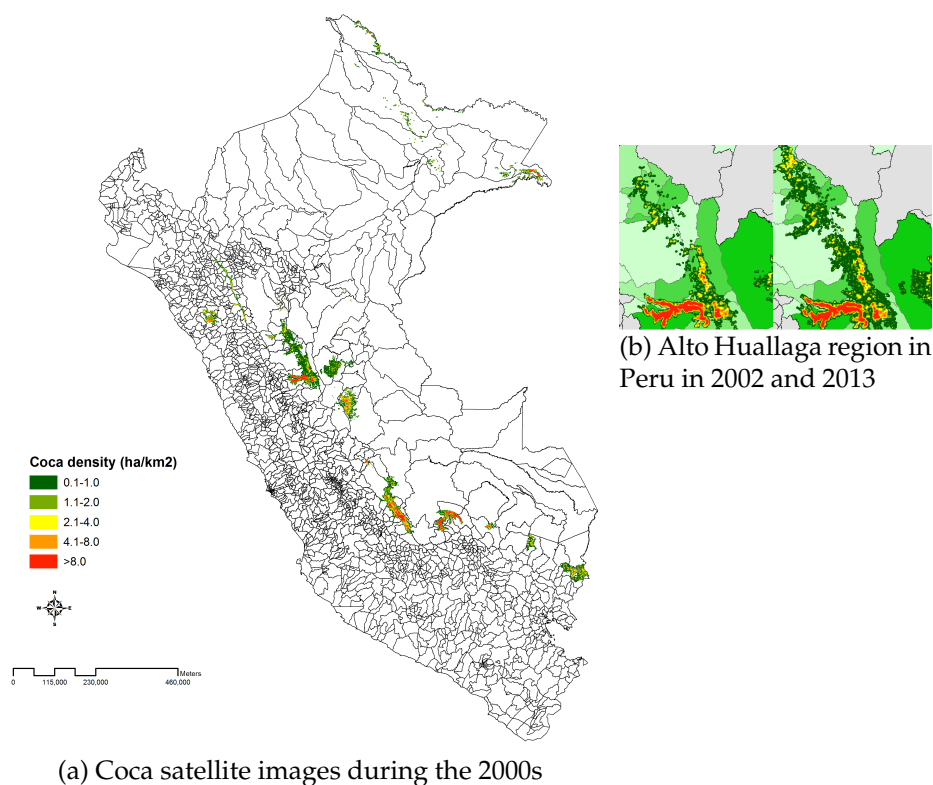 Coca density (ha/km2)
0.1-1.0
1.1-2.0
2.1-4.0
4.1-8.0
>8.0
N
W E
S
Meters
0 115,000 230,000 460,000
(a) Coca satellite images during the 2000s
(b) Alto Huallaga region in
Peru in 2002 and 2013